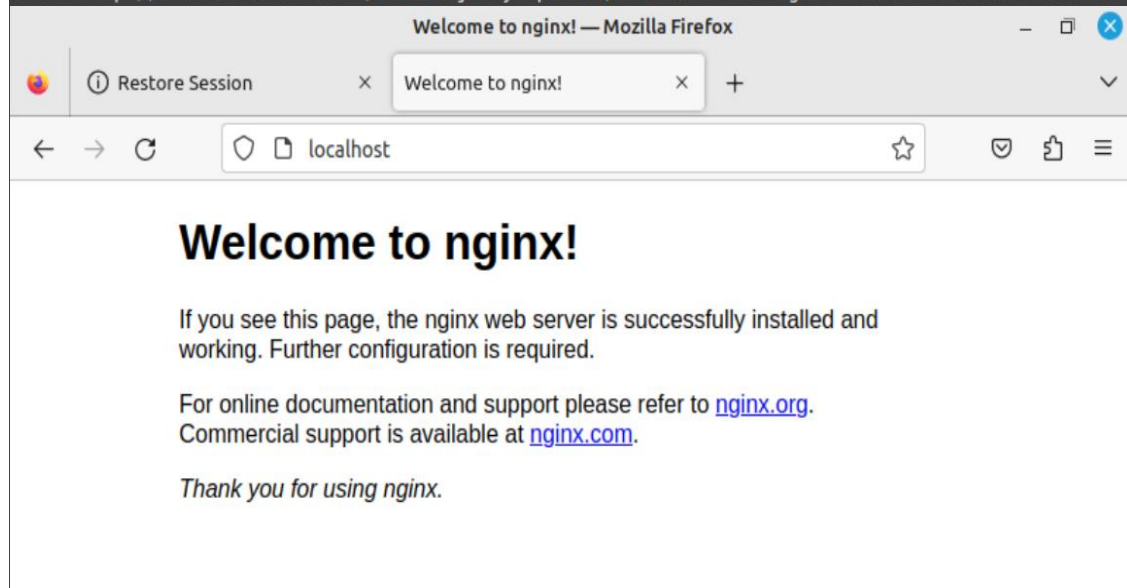 Welcome to nginx! — Mozilla Firefox
Restore Session
Welcome to nginx!
localhost
Welcome to nginx!
If you see this page, the nginx web server is successfully installed and
working. Further configuration is required.
For online documentation and support please refer to nginx.org.
Commercial support is available at nginx.com.
Thank you for using nginx.